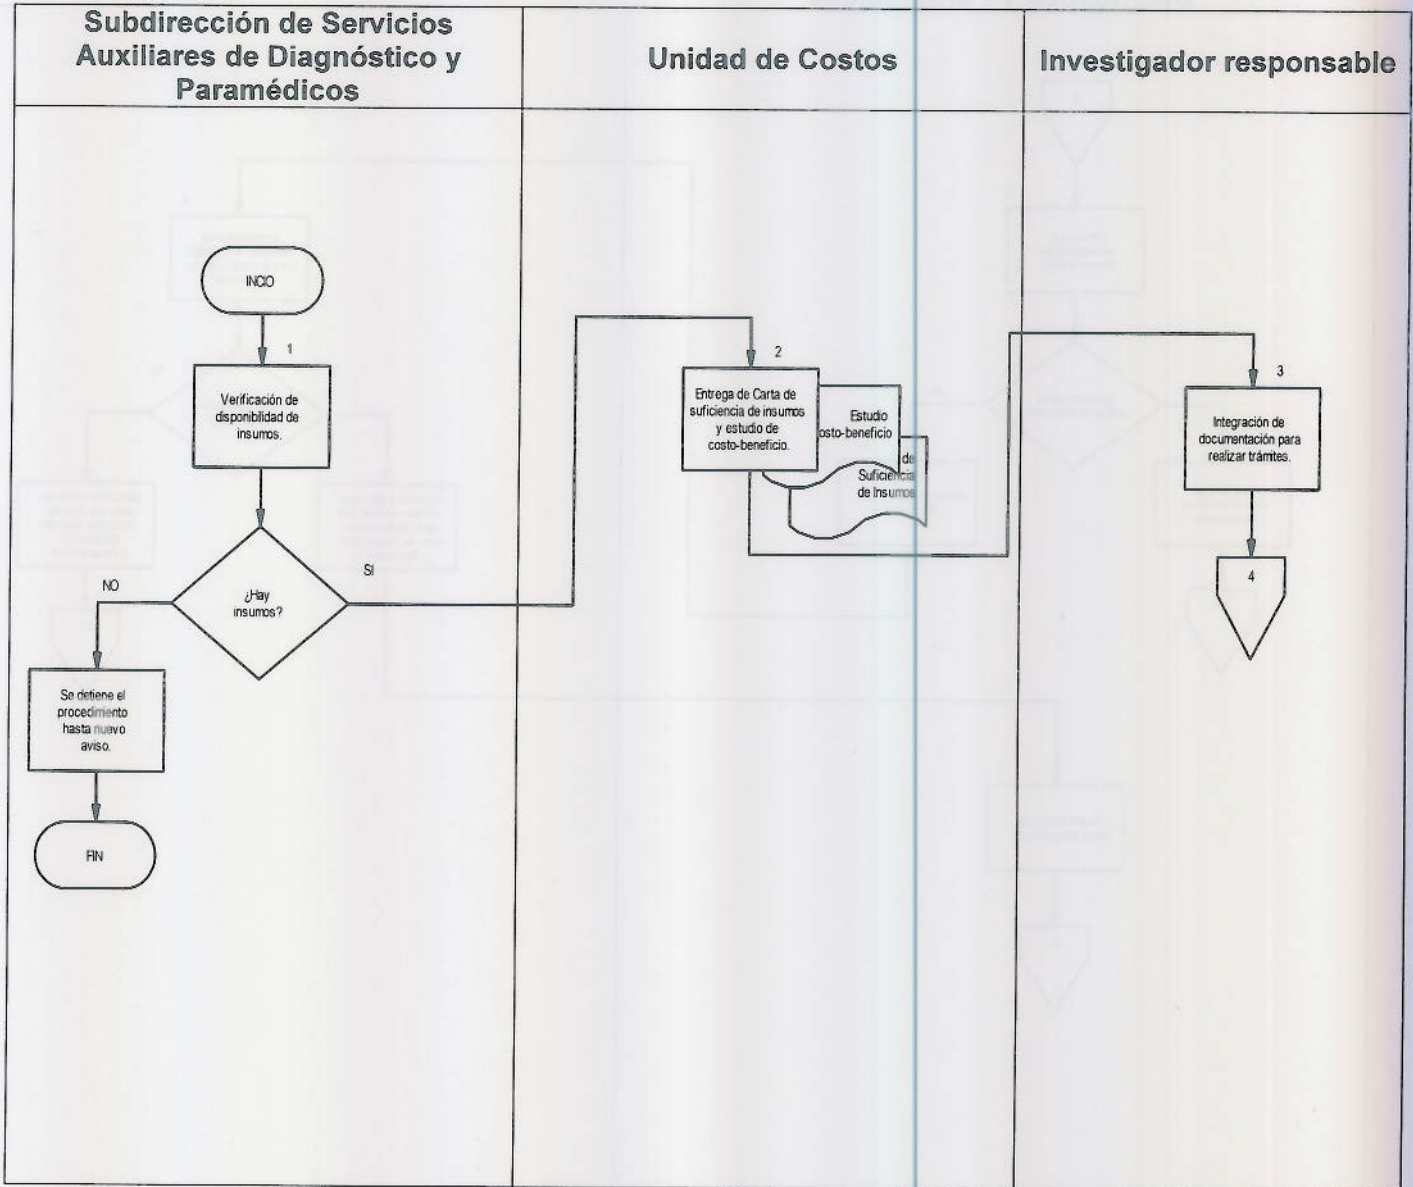 Subdirección de Servicios
Auxiliares de Diagnóstico y
Paramédicos
Unidad de Costos
Investigador responsable
INCIO
1
Verificación de
disponibilidad de
insumos.
¿Hay
insumos?
NO
SI
Se detiene el
procedimiento
hasta nuevo
aviso.
FIN
2
Entrega de Carta de
suficiencia de insumos
y estudio de
costo-beneficio.
Estudio
osto-beneficio
de
Suficiencia
de Insumos
3
Integración de
documentación para
realizar trámites.
4